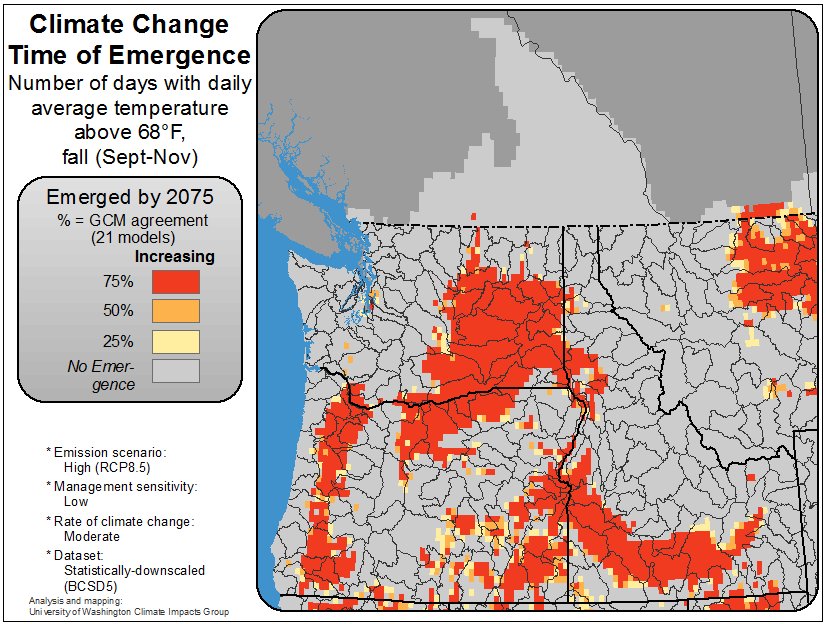 Climate Change
Time of Emergence
Number of days with daily
average temperature
above 68°F,
fall (Sept-Nov)
Emerged by 2075
% = GCM agreement
(21 models)
Increasing
75%
50%
25%
No Emer-
gence
* Emission scenario:
High (RCP8.5)
* Management sensitivity:
Low
* Rate of climate change:
Moderate
* Dataset:
Statistically-downscaled
(BCSD5)
Analysis and mapping:
University of Washington Climate Impacts Group